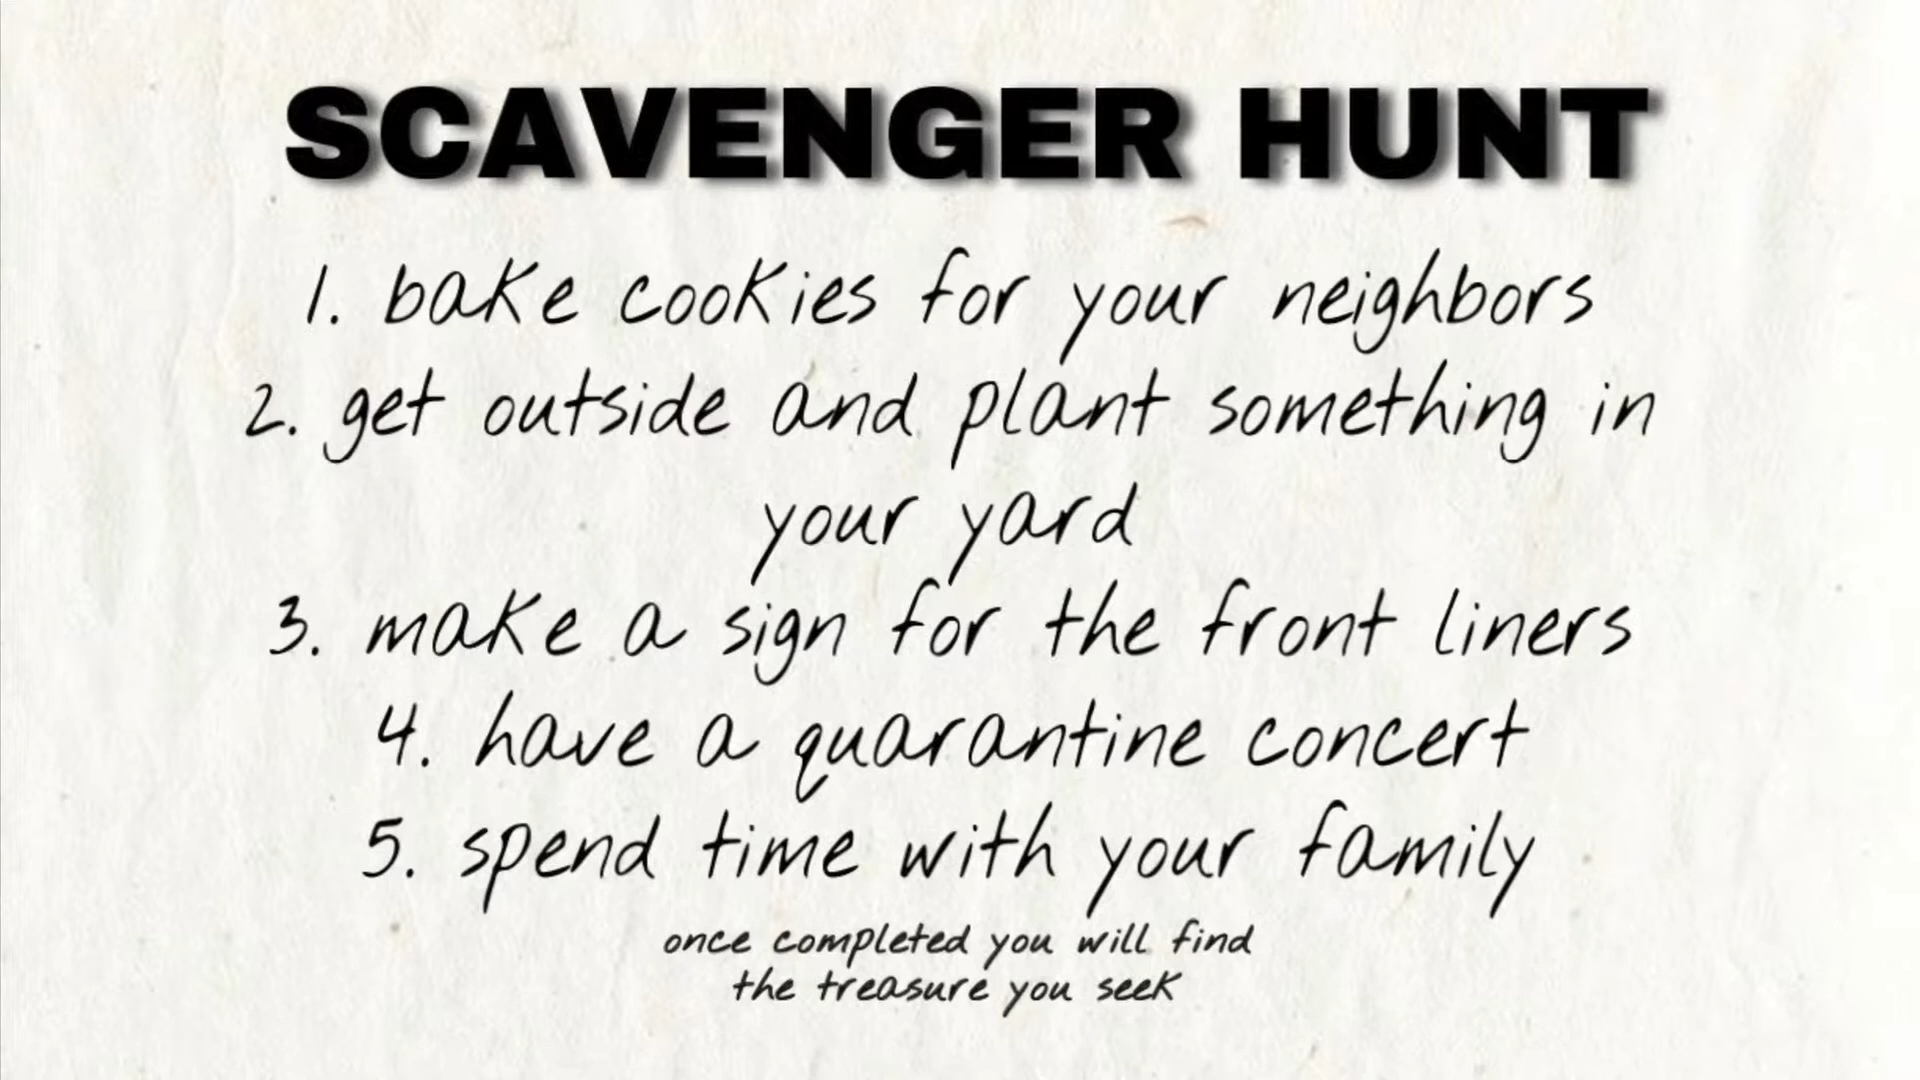 SCAVENGER HUNT
1. bake cookies for your neighbors
2. get outside and plant something in
your yard
3. make a sign for the front liners
4. have a quarantine concert
5. spend time with your family
once completed you will find
the treasure you seek